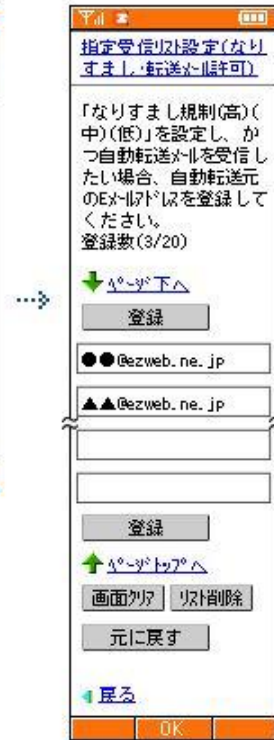 指定受信ﾘｽﾄ設定(なり
すまし･転送ﾒｰﾙ許可)
「なりすまし規制(高)(
中)(低)」を設定し、か
つ自動転送ﾒｰﾙを受信し
たい場合、自動転送元
のEﾒｰﾙｱﾄﾞﾚｽを登録して
ください。
登録数(3/20)
ﾍﾟｰｼﾞ下へ
登録
●●@ezweb.ne.jp
▲▲@ezweb.ne.jp
登録
ﾍﾟｰｼﾞﾄｯﾌﾟへ
画面ｸﾘｱ ﾘｽﾄ削除
元に戻す
戻る
OK